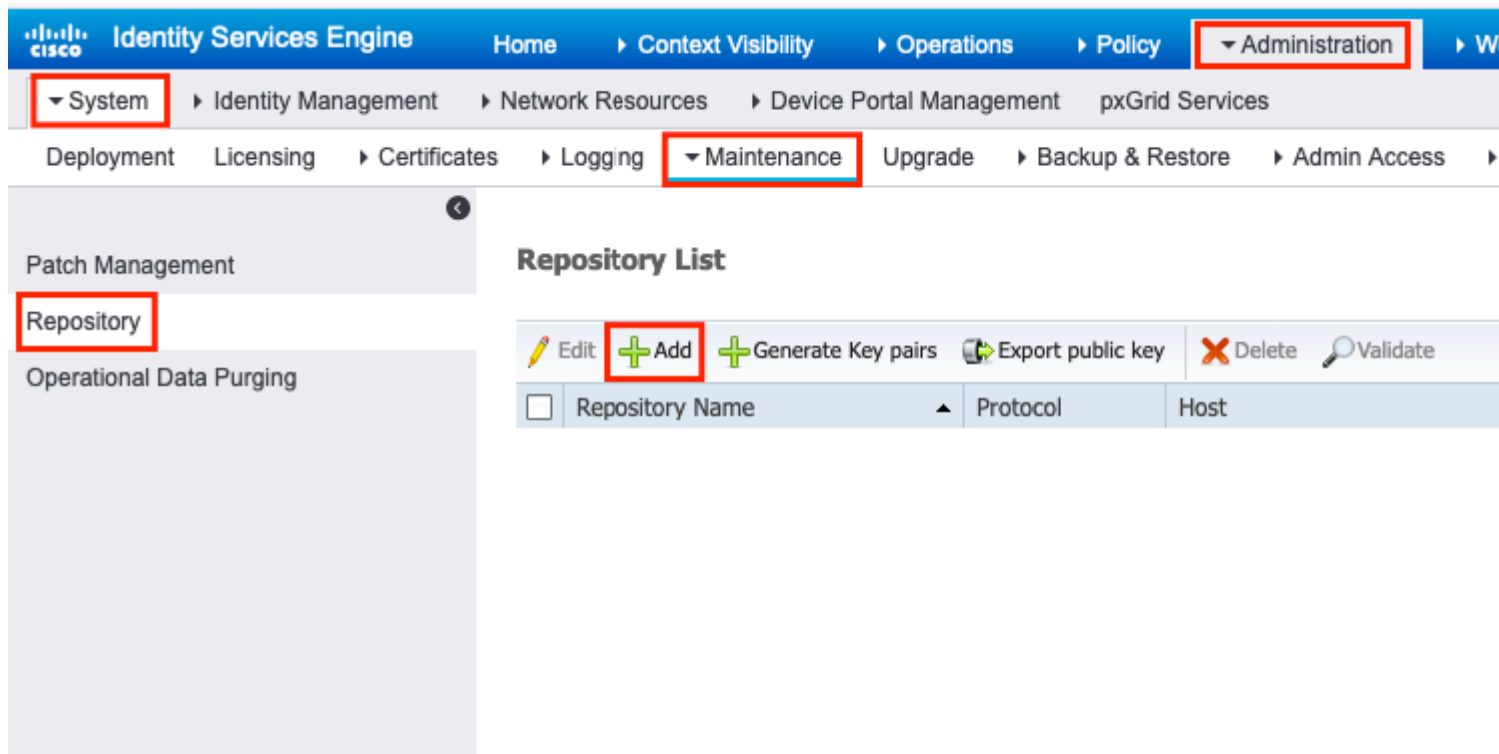 cisco Identity Services Engine Home Context Visibility Operations Policy Administration W
System Identity Management Network Resources Device Portal Management pxGrid Services
Deployment Licensing Certificates Logging Maintenance Upgrade Backup & Restore Admin Access
Patch Management
Repository
Operational Data Purging
Repository List
Edit Add Generate Key pairs Export public key Delete Validate
Repository Name Protocol Host